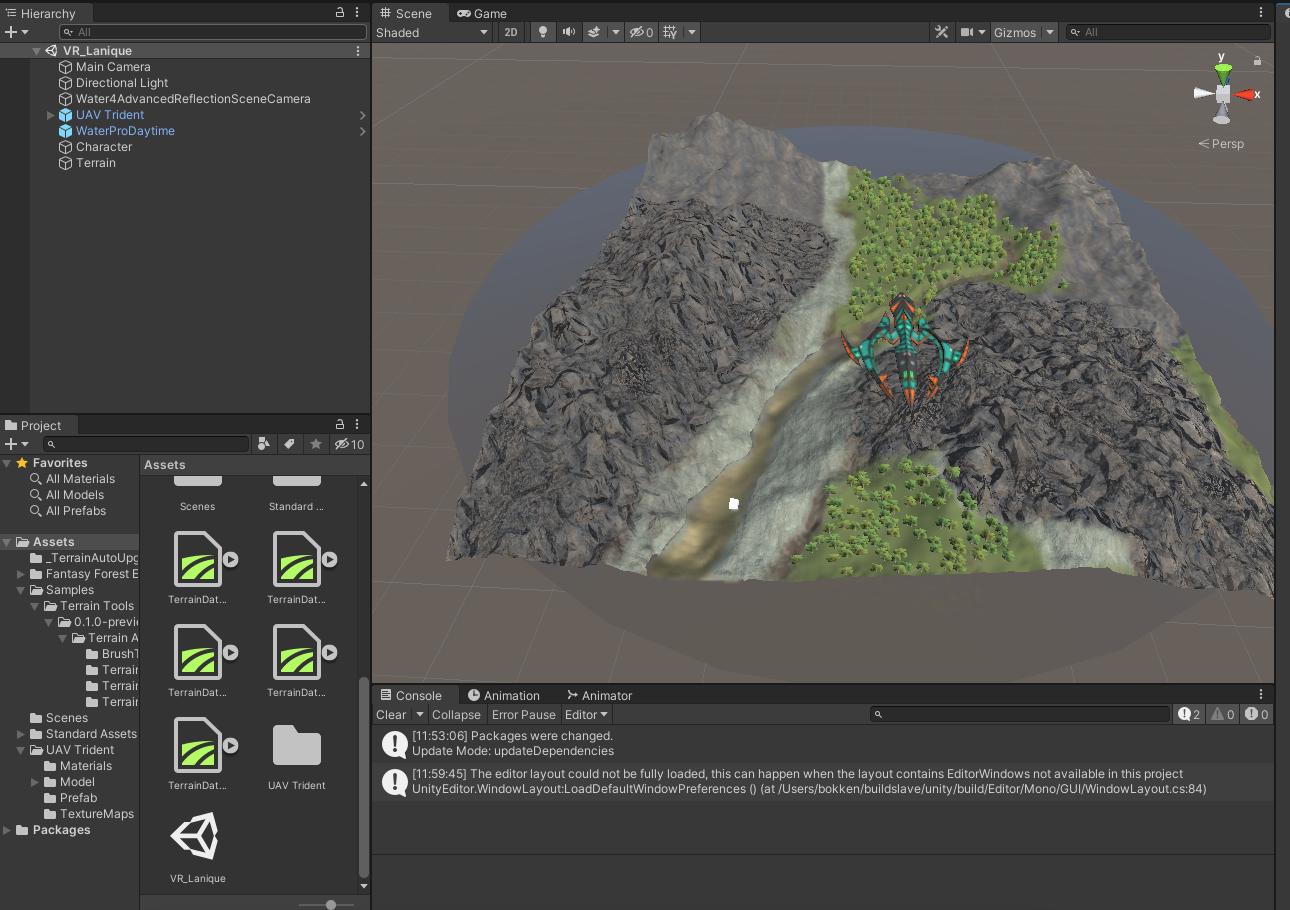 Hierarchy
All
VR_Lanique
Main Camera
Directional Light
Water4AdvancedReflectionSceneCamera
UAV Trident
WaterProDaytime
Character
Terrain
Scene
Game
Shaded
2D
0
Gizmos
All
y
x
Persp
Project
10
Favorites
All Materials
All Models
All Prefabs
Assets
_TerrainAutoUpg
Fantasy Forest E
Samples
Terrain Tools
0.1.0-previ
Terrain A
BrushT
Terrain
Terrain
Terrain
Scenes
Standard Assets
UAV Trident
Materials
Model
Prefab
TextureMaps
Packages
Assets
Scenes
Standard ...
TerrainDat...
TerrainDat...
TerrainDat...
TerrainDat...
TerrainDat...
UAV Trident
VR_Lanique
Console
Animation
Animator
Clear
Collapse
Error Pause
Editor
2
0
0
[11:53:06] Packages were changed.
Update Mode: updateDependencies
[11:59:45] The editor layout could not be fully loaded, this can happen when the layout contains EditorWindows not available in this project
UnityEditor.WindowLayout:LoadDefaultWindowPreferences () (at /Users/bokken/buildslave/unity/build/Editor/Mono/GUI/WindowLayout.cs:84)